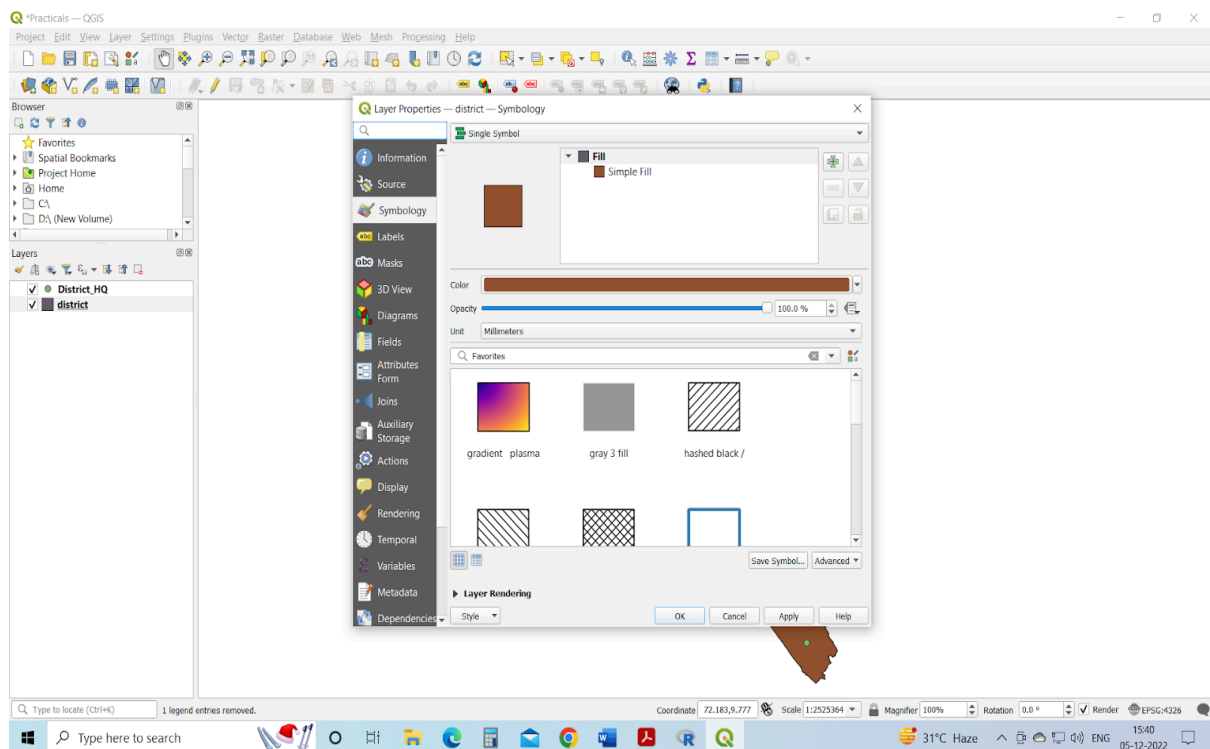 *Practicals — QGIS
Project Edit View Layer Settings Plugins Vector Raster Database Web Mesh Processing Help
Browser
Favorites
Spatial Bookmarks
Project Home
Home
C:\
D:\ (New Volume)
Layers
District_HQ
district
Layer Properties — district — Symbology
Information
Source
Symbology
abc Labels
abc Masks
3D View
Diagrams
Fields
Attributes
Form
Joins
Auxiliary
Storage
Actions
Display
Rendering
Temporal
Variables
Metadata
Dependencies
Single Symbol
Fill
Simple Fill
Color
Opacity 100.0 %
Unit Millimeters
Favorites
gradient plasma gray 3 fill hashed black /
Save Symbol... Advanced
Layer Rendering
Style OK Cancel Apply Help
Type to locate (Ctrl+K) 1 legend entries removed. Coordinate 72.183,9.777 Scale 1:2525364 Magnifier 100% Rotation 0.0 ° Render EPSG:4326
Type here to search 31°C Haze ENG 15:40
05-12-2022